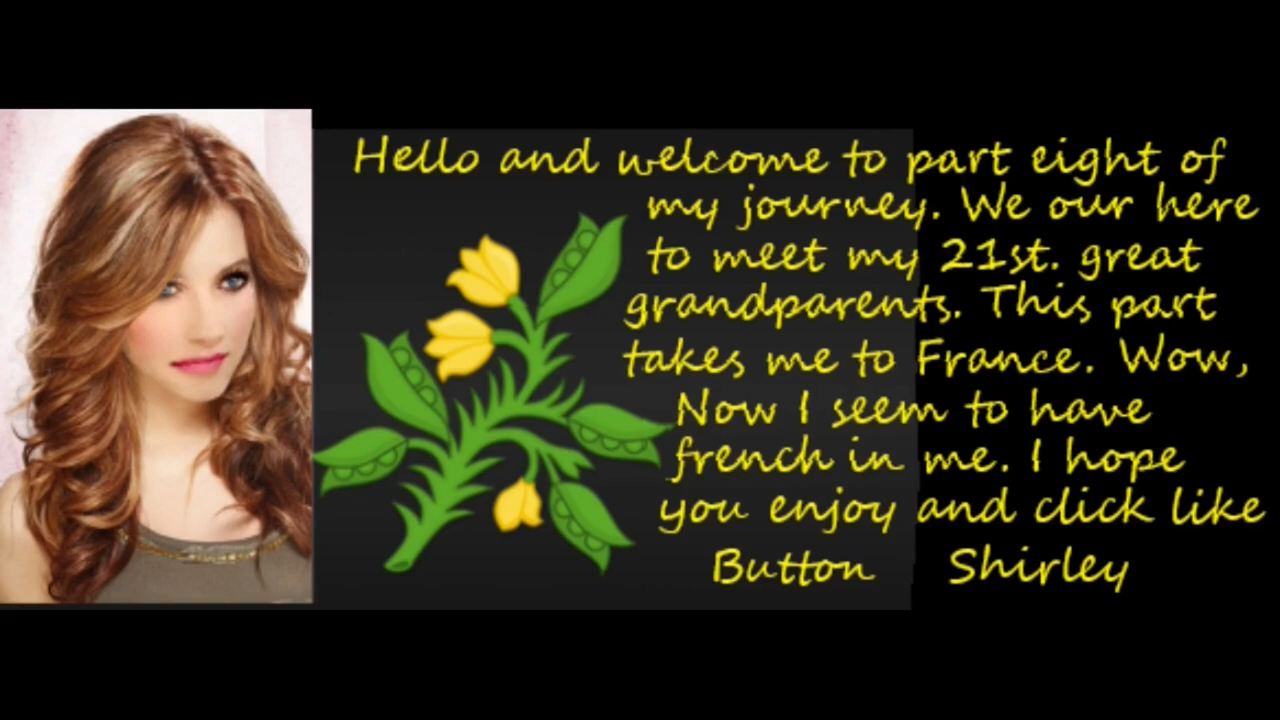 Hello and welcome to part eight of
my journey. We our here
to meet my 21st. great
grandparents. This part
takes me to France. Wow,
Now I seem to have
french in me. I hope
you enjoy and click like
Button Shirley